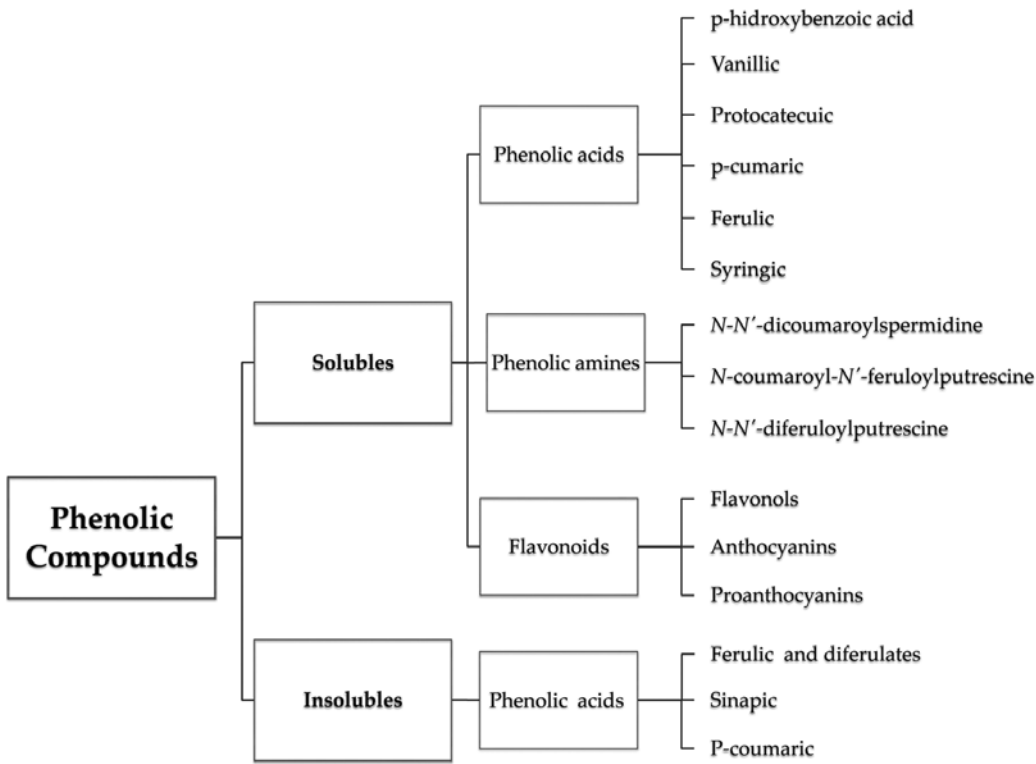 p-hidroxybenzoic acid
Vanillic
Protocatecuic
Phenolic acids
p-cumaric
Ferulic
Syringic
N-N´-dicoumaroylspermidine
Solubles
Phenolic amines
N-coumaroyl-N´-feruloylputrescine
N-N´-diferuloylputrescine
Flavonols
Phenolic
Compounds
Flavonoids
Anthocyanins
Proanthocyanins
Ferulic and diferulates
Insolubles
Phenolic acids
Sinapic
P-coumaric